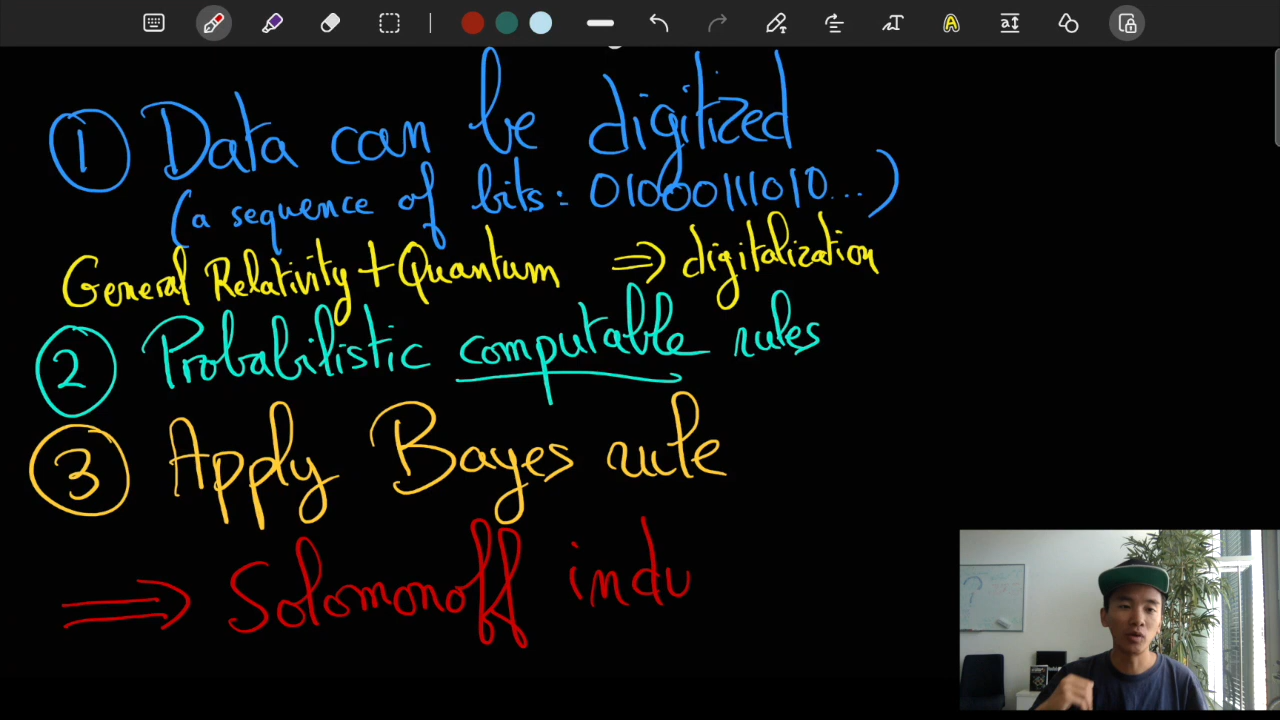 ① Data can be digitized
(a sequence of bits: 01000111010...)
General Relativity + Quantum ⇒ digitalization
② Probabilistic computable rules
③ Apply Bayes rule
⇒ Solomonoff indu